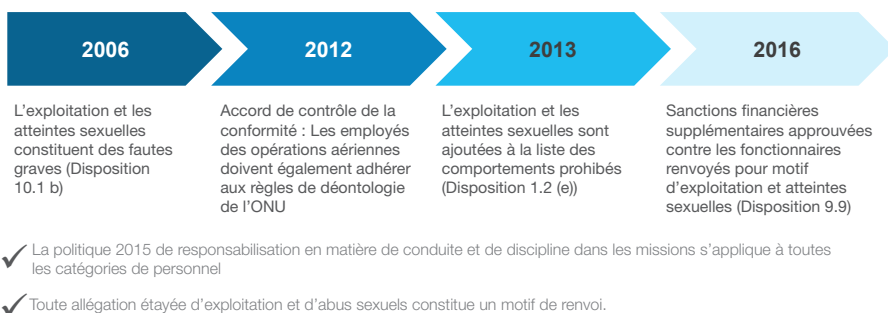 2006
L'exploitation et les
atteintes sexuelles
constituent des fautes
graves (Disposition
10.1 b)
2012
Accord de contrôle de la
conformité : Les employés
des opérations aériennes
doivent également adhérer
aux règles de déontologie
de l'ONU
2013
L'exploitation et les
atteintes sexuelles sont
ajoutées à la liste des
comportements prohibés
(Disposition 1.2 (e))
2016
Sanctions financières
supplémentaires approuvées
contre les fonctionnaires
renvoyés pour motif
d'exploitation et atteintes
sexuelles (Disposition 9.9)
La politique 2015 de responsabilisation en matière de conduite et de discipline dans les missions s'applique à toutes
les catégories de personnel
Toute allégation étayée d'exploitation et d'abus sexuels constitue un motif de renvoi.